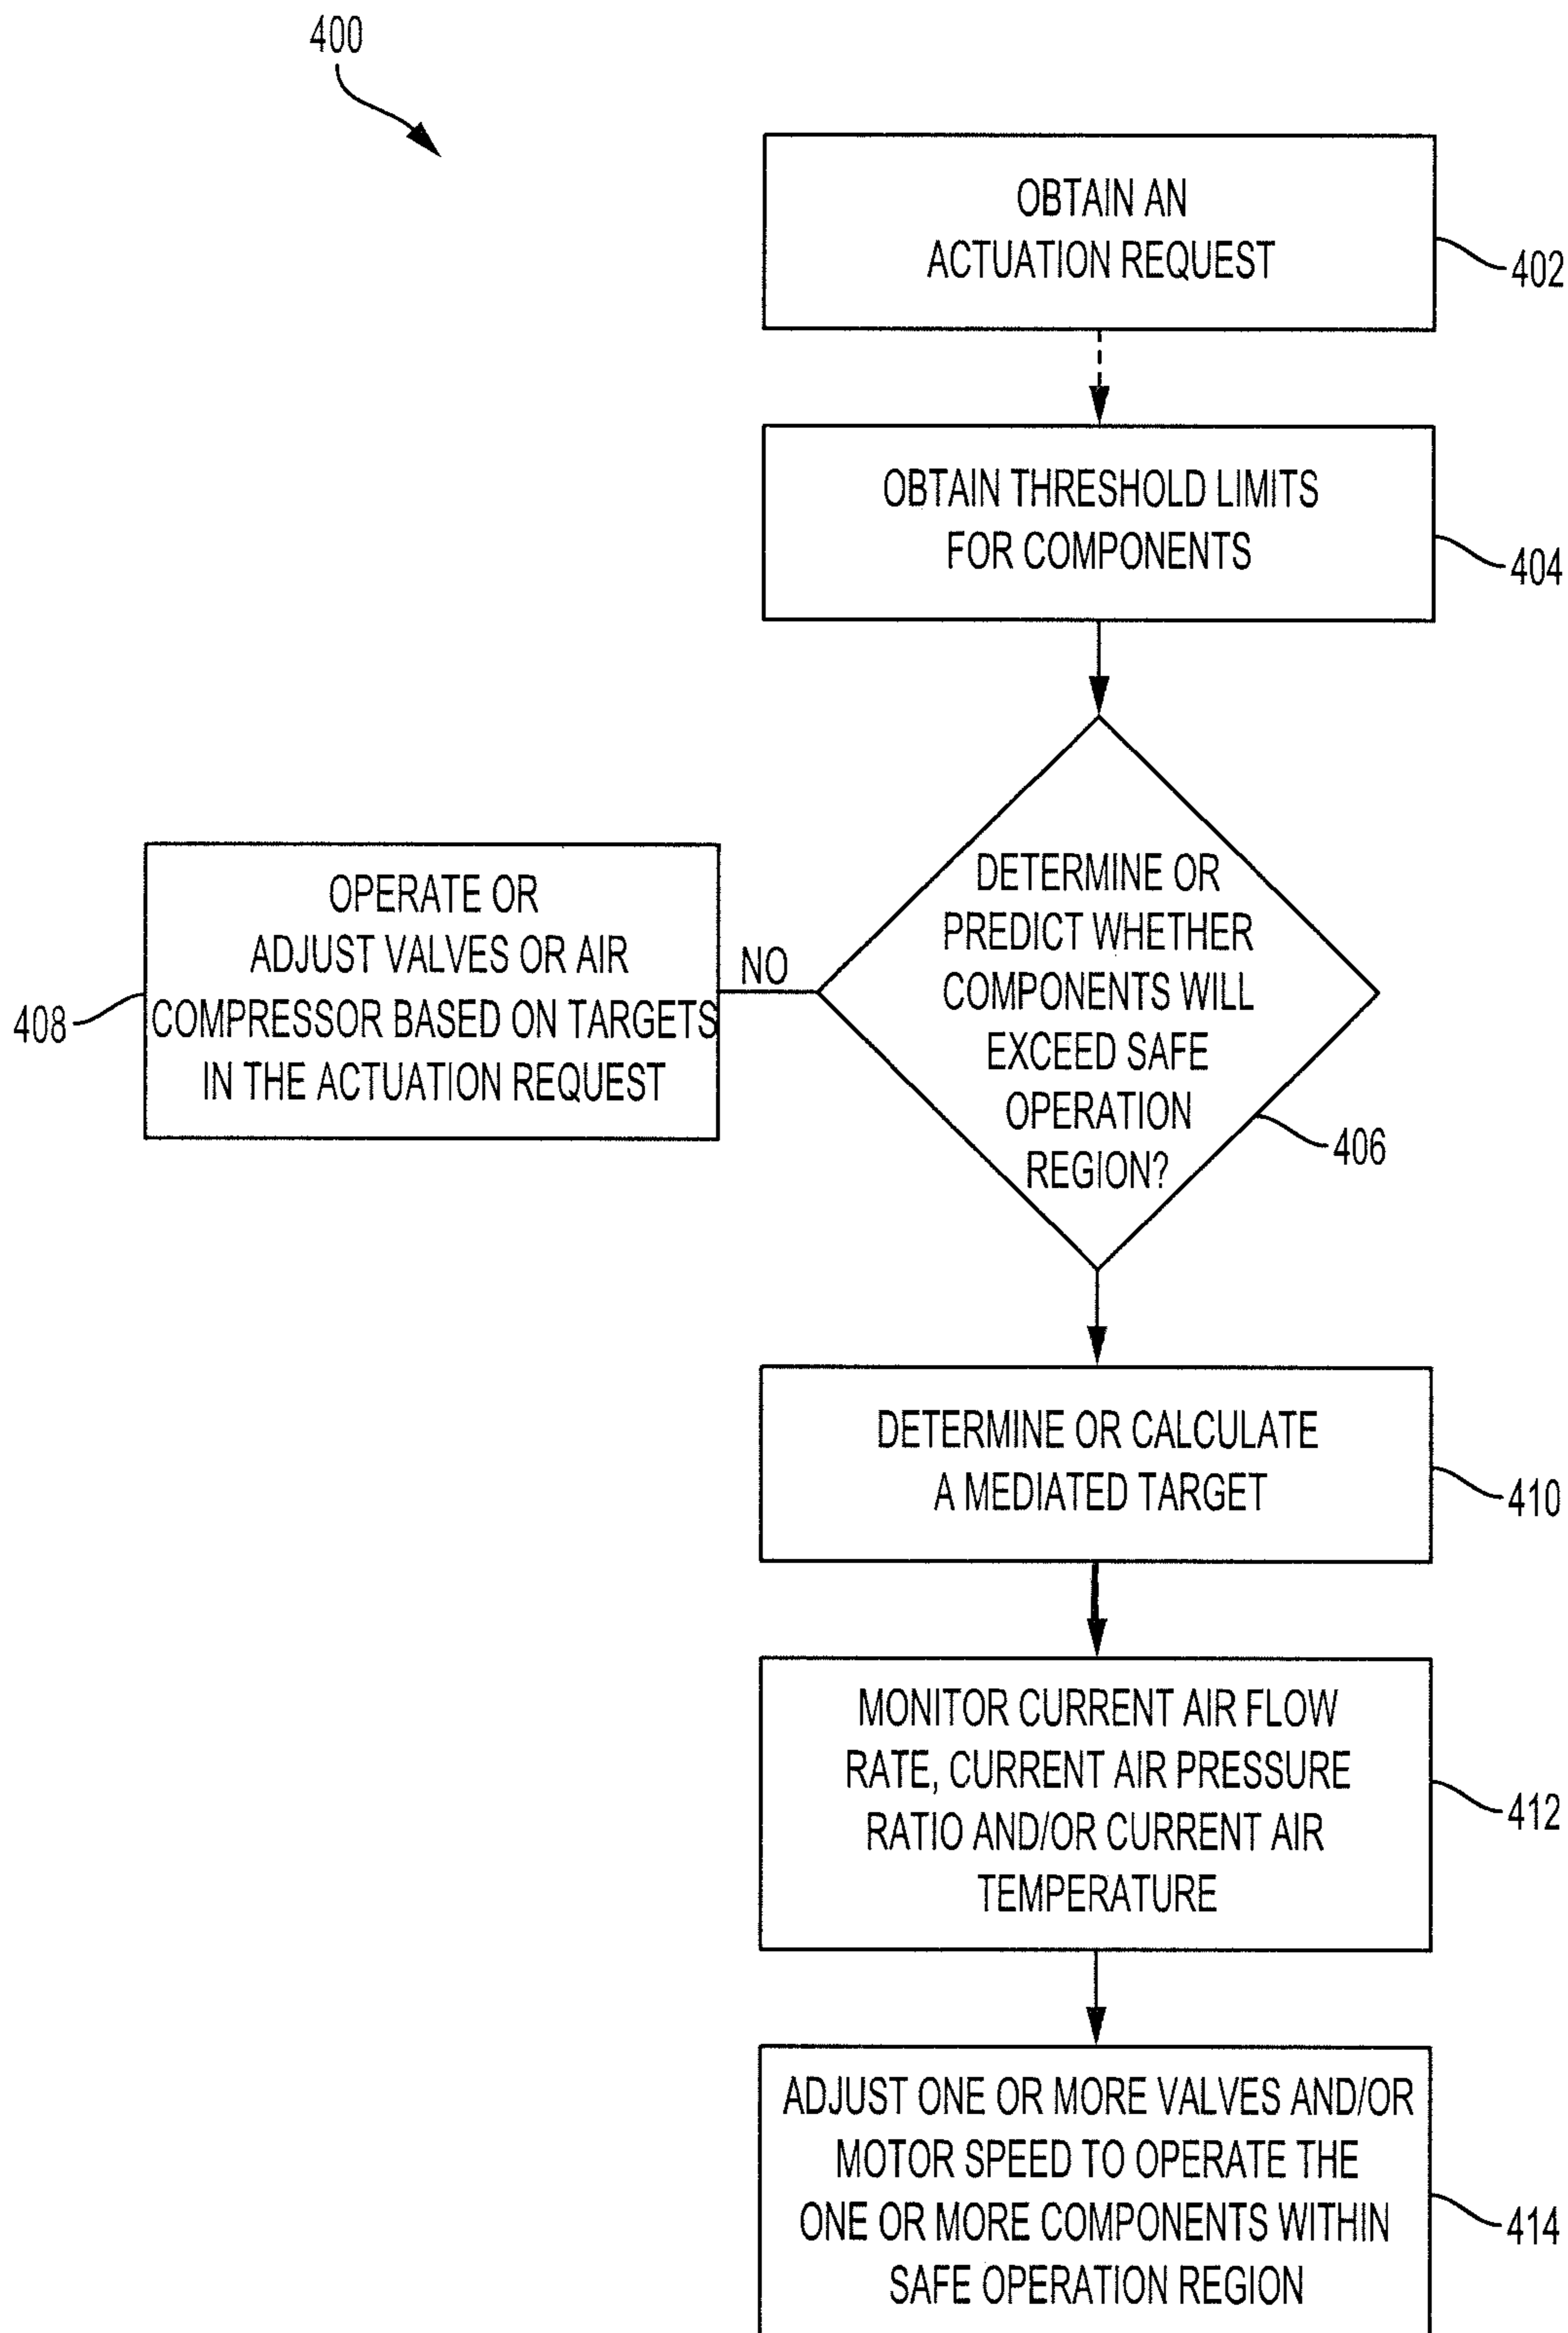 400
OBTAIN AN
ACTUATION REQUEST
402
OBTAIN THRESHOLD LIMITS
FOR COMPONENTS
404
DETERMINE OR
PREDICT WHETHER
COMPONENTS WILL
EXCEED SAFE
OPERATION
REGION?
406
NO
OPERATE OR
ADJUST VALVES OR AIR
COMPRESSOR BASED ON TARGETS
IN THE ACTUATION REQUEST
408
DETERMINE OR CALCULATE
A MEDIATED TARGET
410
MONITOR CURRENT AIR FLOW
RATE, CURRENT AIR PRESSURE
RATIO AND/OR CURRENT AIR
TEMPERATURE
412
ADJUST ONE OR MORE VALVES AND/OR
MOTOR SPEED TO OPERATE THE
ONE OR MORE COMPONENTS WITHIN
SAFE OPERATION REGION
414